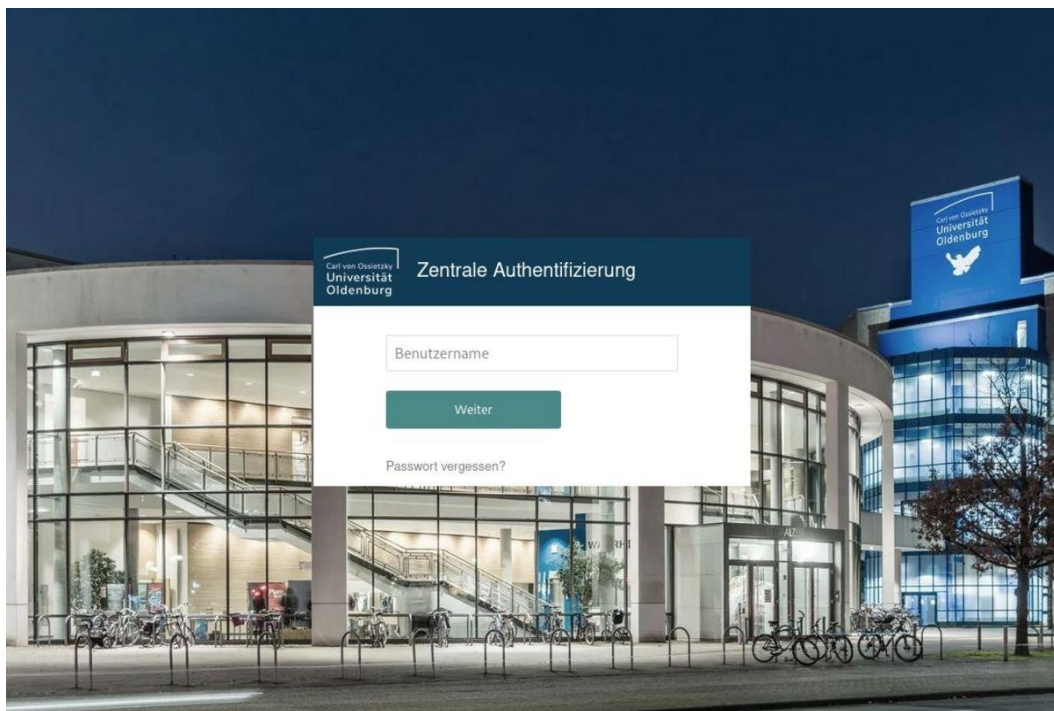 Carl von Ossietzky
Universität
Oldenburg
Zentrale Authentifizierung
Benutzername
Weiter
Passwort vergessen?
Carl von Ossietzky
Universität
Oldenburg